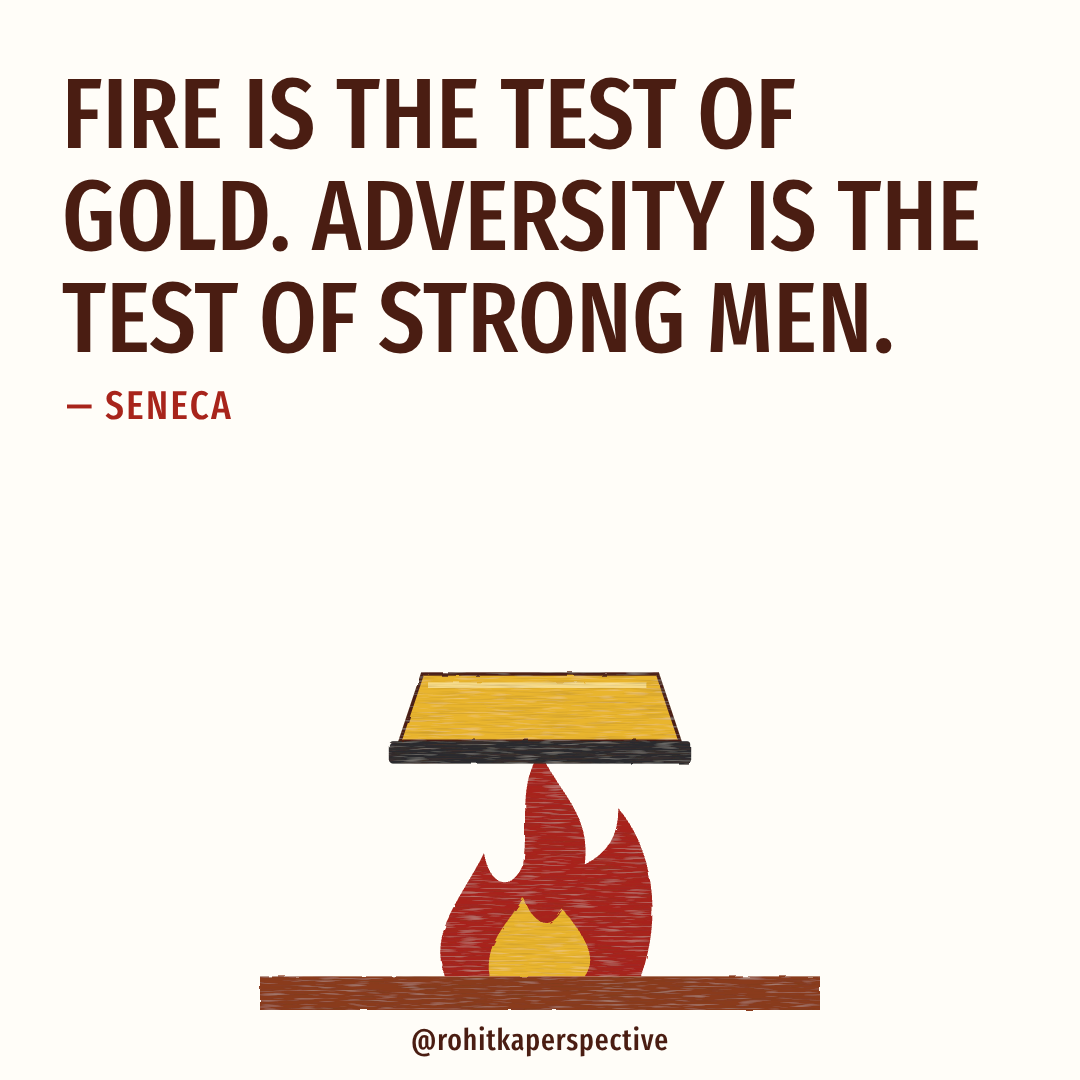 FIRE IS THE TEST OF
GOLD. ADVERSITY IS THE
TEST OF STRONG MEN.
— SENECA
@rohitkaperspective